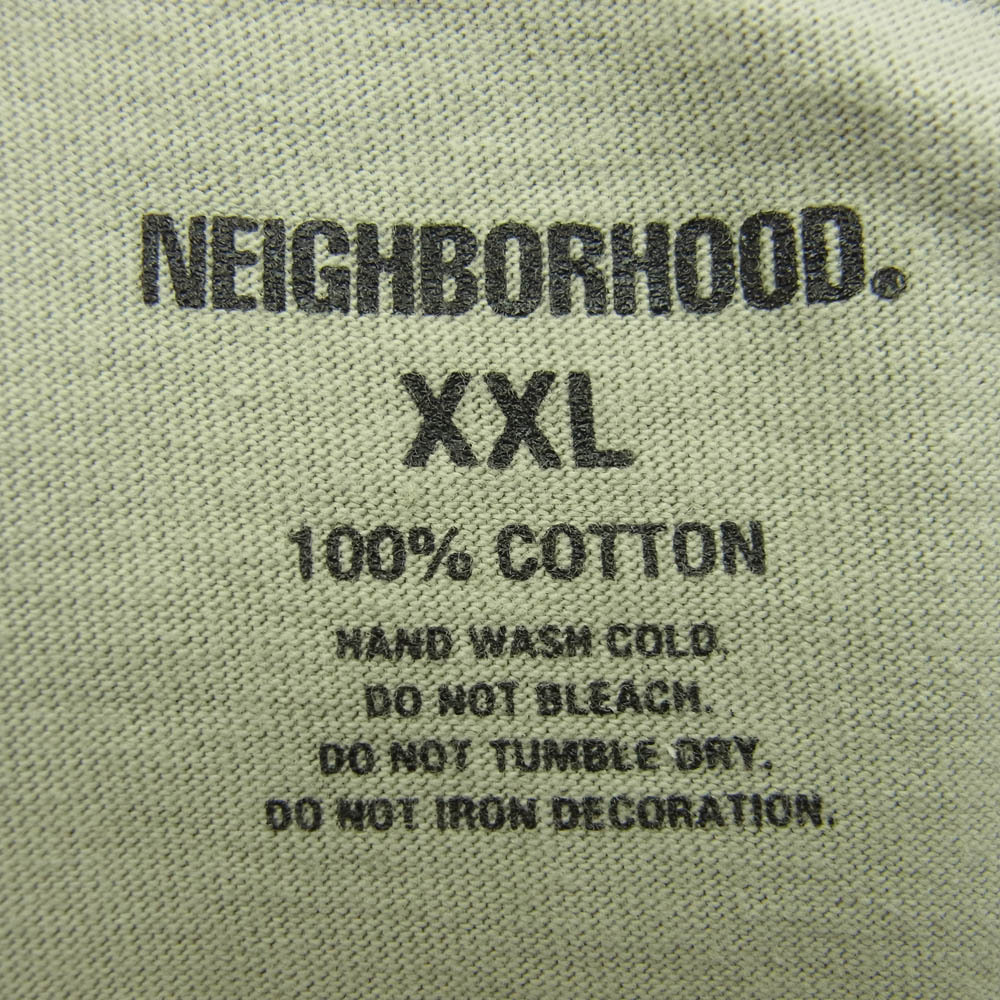 NEIGHBORHOOD.®
XXL
100% COTTON
HAND WASH COLD.
DO NOT BLEACH.
DO NOT TUMBLE DRY.
DO NOT IRON DECORATION.